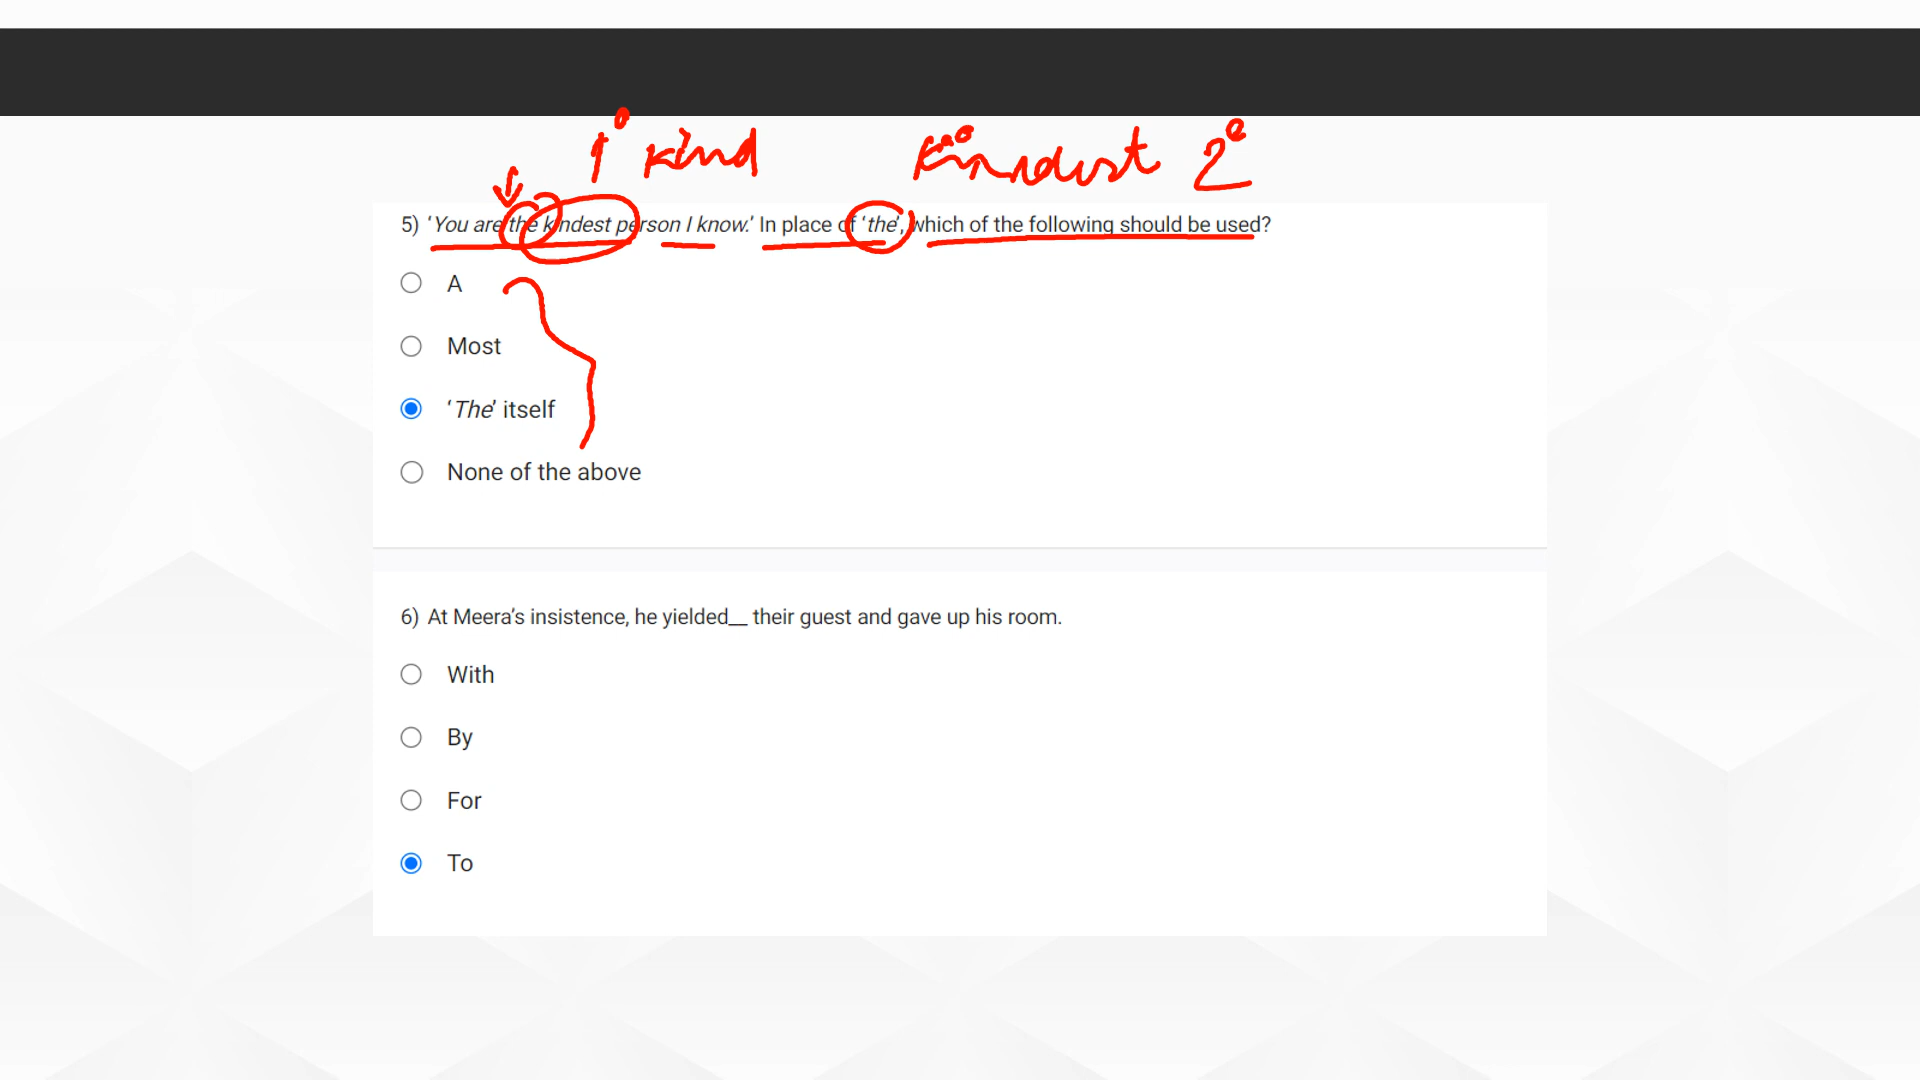 1° kind kindest 2°
5) ‘You are the kindest person I know.’ In place of ‘the’, which of the following should be used?
A
Most
‘The’ itself
None of the above
6) At Meera’s insistence, he yielded__ their guest and gave up his room.
With
By
For
To